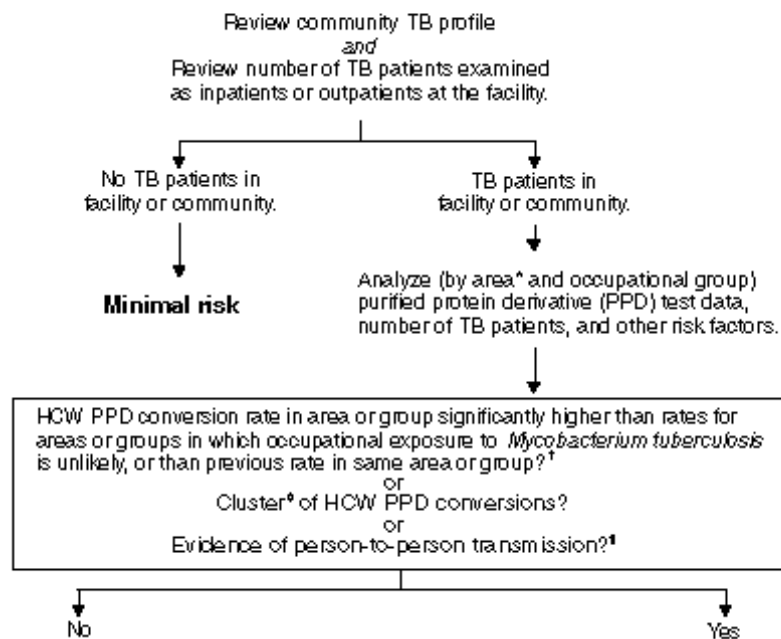 Review community TB profile
and
Review number of TB patients examined
as inpatients or outpatients at the facility.
No TB patients in
facility or community.
TB patients in
facility or community.
Minimal risk
Analyze (by area* and occupational group)
purified protein derivative (PPD) test data,
number of TB patients, and other risk factors.
HCW PPD conversion rate in area or group significantly higher than rates for
areas or groups in which occupational exposure to Mycobacterium tuberculosis
is unlikely, or than previous rate in same area or group?†
or
Cluster§ of HCW PPD conversions?
or
Evidence of person-to-person transmission?¶
No
Yes